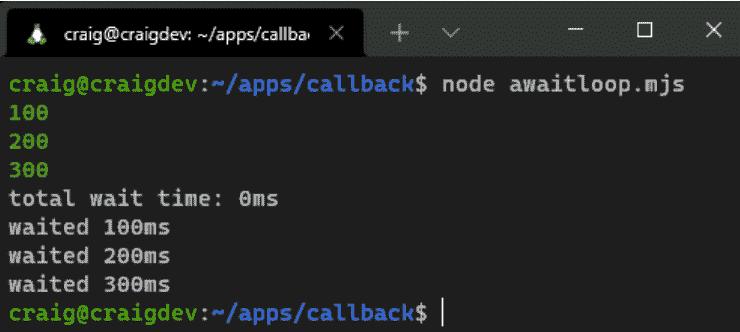 craig@craigdev: ~/apps/callba
craig@craigdev:~/apps/callback$ node awaitloop.mjs
100
200
300
total wait time: 0ms
waited 100ms
waited 200ms
waited 300ms
craig@craigdev:~/apps/callback$